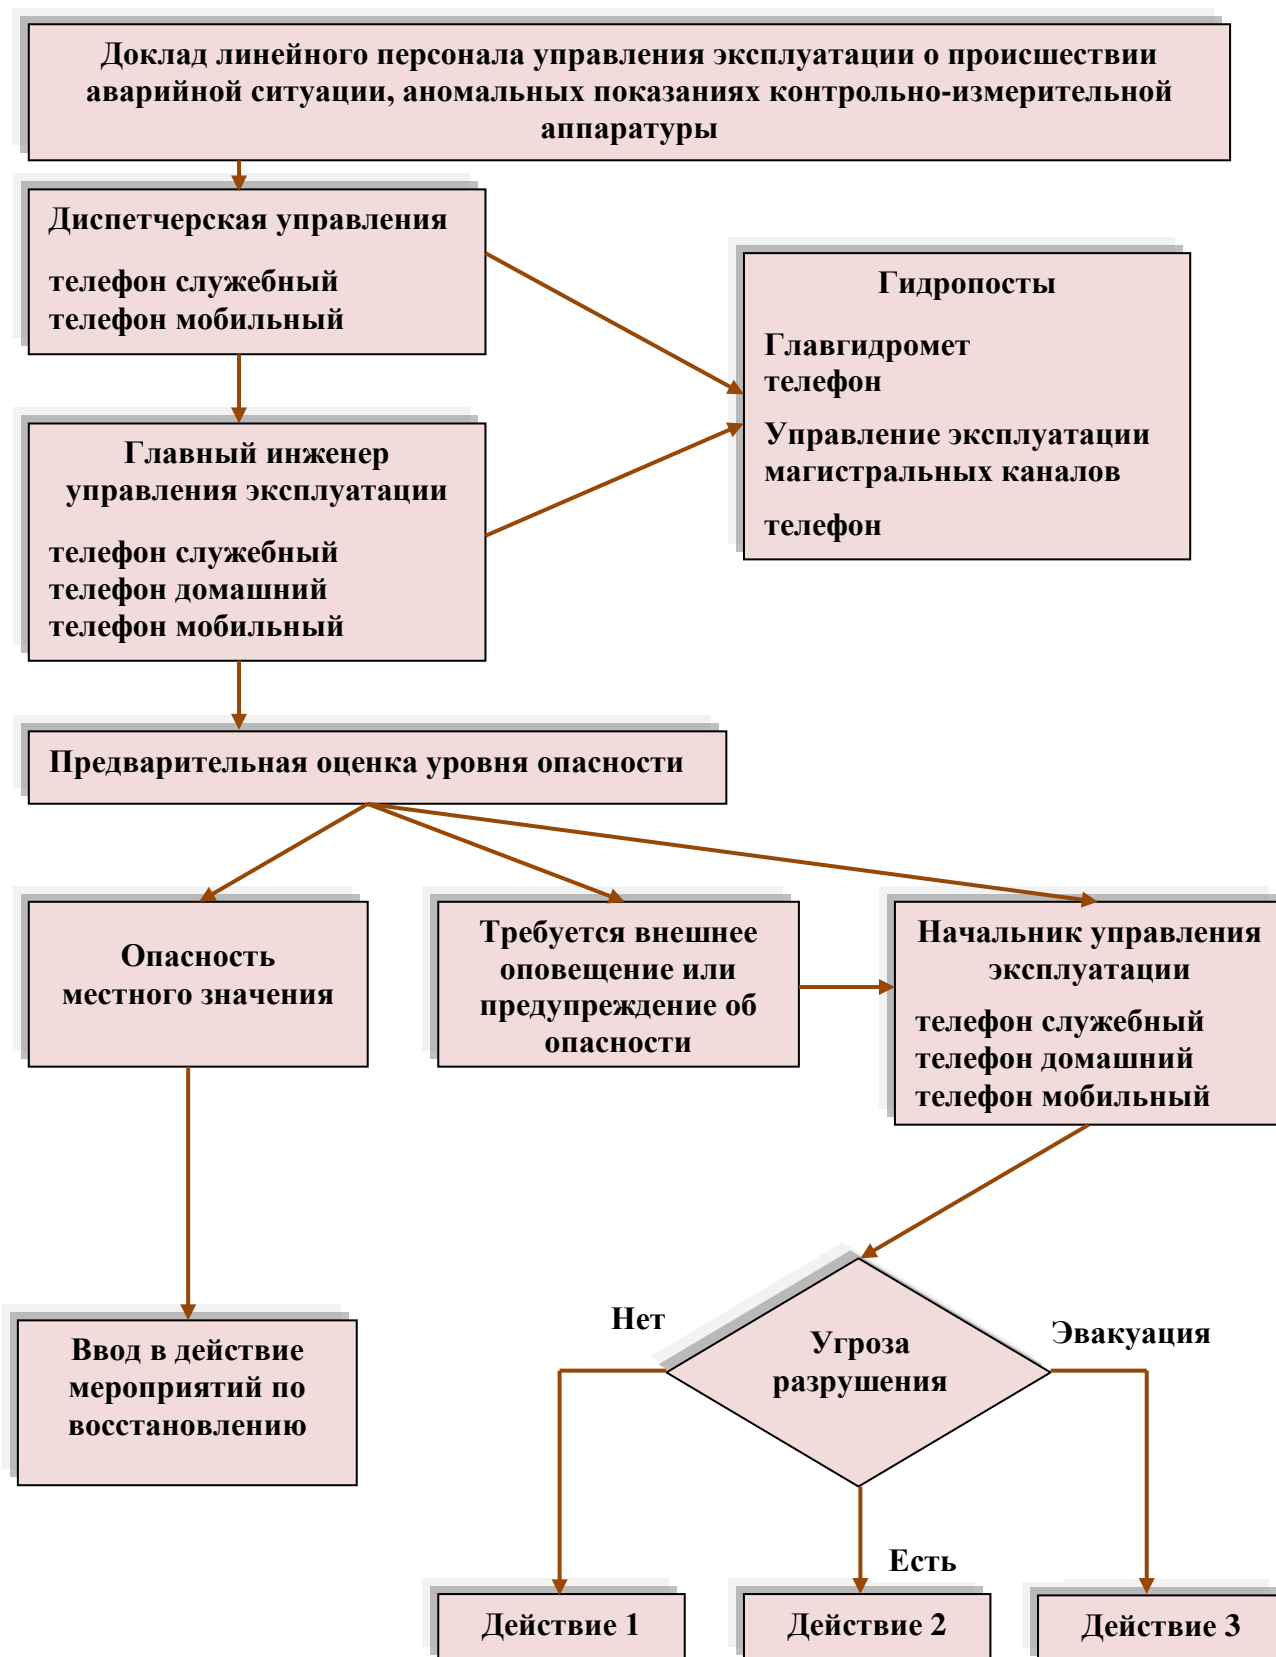 Доклад линейного персонала управления эксплуатации о происшествии
аварийной ситуации, аномальных показаниях контрольно-измерительной
аппаратуры
Диспетчерская управления
телефон служебный
телефон мобильный
Гидропосты
Главгидромет
телефон
Управление эксплуатации
магистральных каналов
телефон
Главный инженер
управления эксплуатации
телефон служебный
телефон домашний
телефон мобильный
Предварительная оценка уровня опасности
Опасность
местного значения
Требуется внешнее
оповещение или
предупреждение об
опасности
Начальник управления
эксплуатации
телефон служебный
телефон домашний
телефон мобильный
Ввод в действие
мероприятий по
восстановлению
Нет
Угроза
разрушения
Эвакуация
Есть
Действие 1
Действие 2
Действие 3